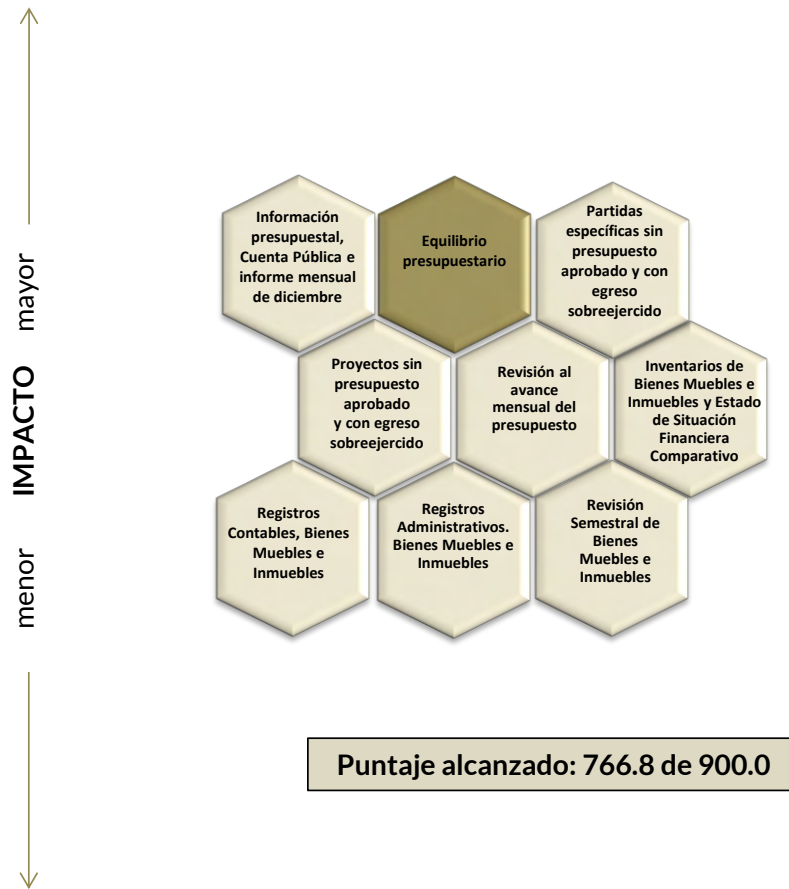 mayor
IMPACTO
menor
Información
presupuestal,
Cuenta Pública e
informe mensual
de diciembre
Equilibrio
presupuestario
Partidas
específicas sin
presupuesto
aprobado y con
egreso
sobreejercido
Proyectos sin
presupuesto
aprobado
y con egreso
sobreejercido
Revisión al
avance
mensual del
presupuesto
Inventarios de
Bienes Muebles e
Inmuebles y Estado
de Situación
Financiera
Comparativo
Registros
Contables, Bienes
Muebles e
Inmuebles
Registros
Administrativos.
Bienes Muebles e
Inmuebles
Revisión
Semestral de
Bienes
Muebles e
Inmuebles
Puntaje alcanzado: 766.8 de 900.0